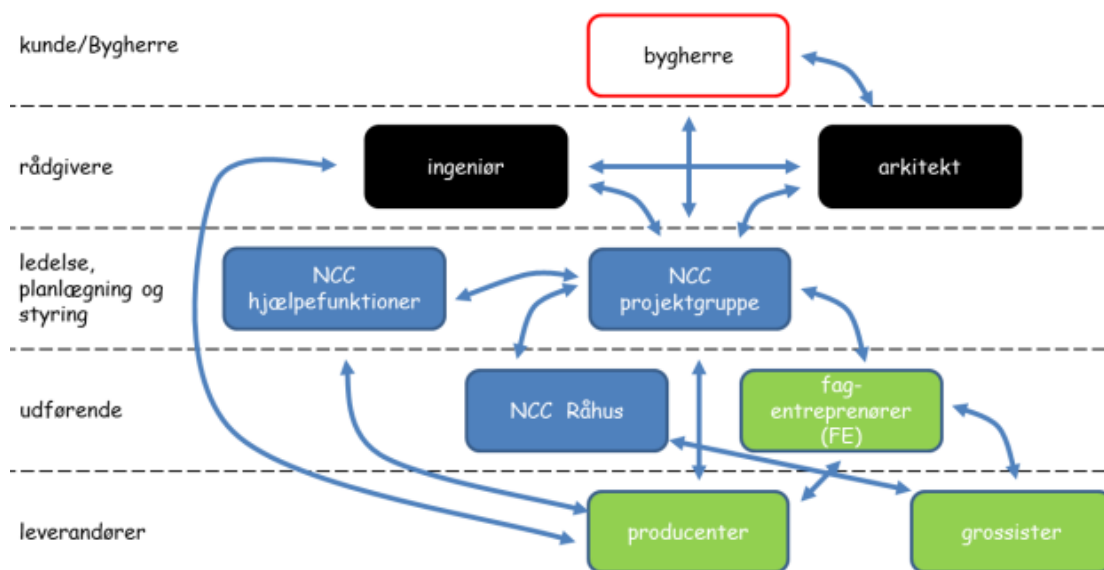 kunde/Bygherre
bygherre
rådgivere
ingeniør
arkitekt
ledelse,
planlægning og
styring
NCC
hjælpefunktioner
NCC
projektgruppe
udførende
NCC Råhus
fag-
entreprenører
(FE)
leverandører
producenter
grossister